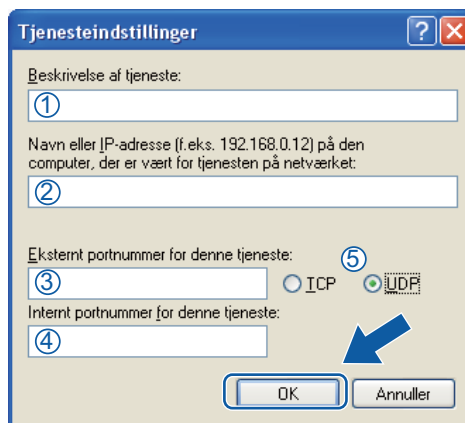 Tjenesteindstillinger
Beskrivelse af tjeneste:
①
Navn eller IP-adresse (f.eks. 192.168.0.12) på den
computer, der er vært for tjenesten på netværket:
②
Eksternt portnummer for denne tjeneste:
⑤
③ TCP UDP
Internt portnummer for denne tjeneste:
④
OK Annuller